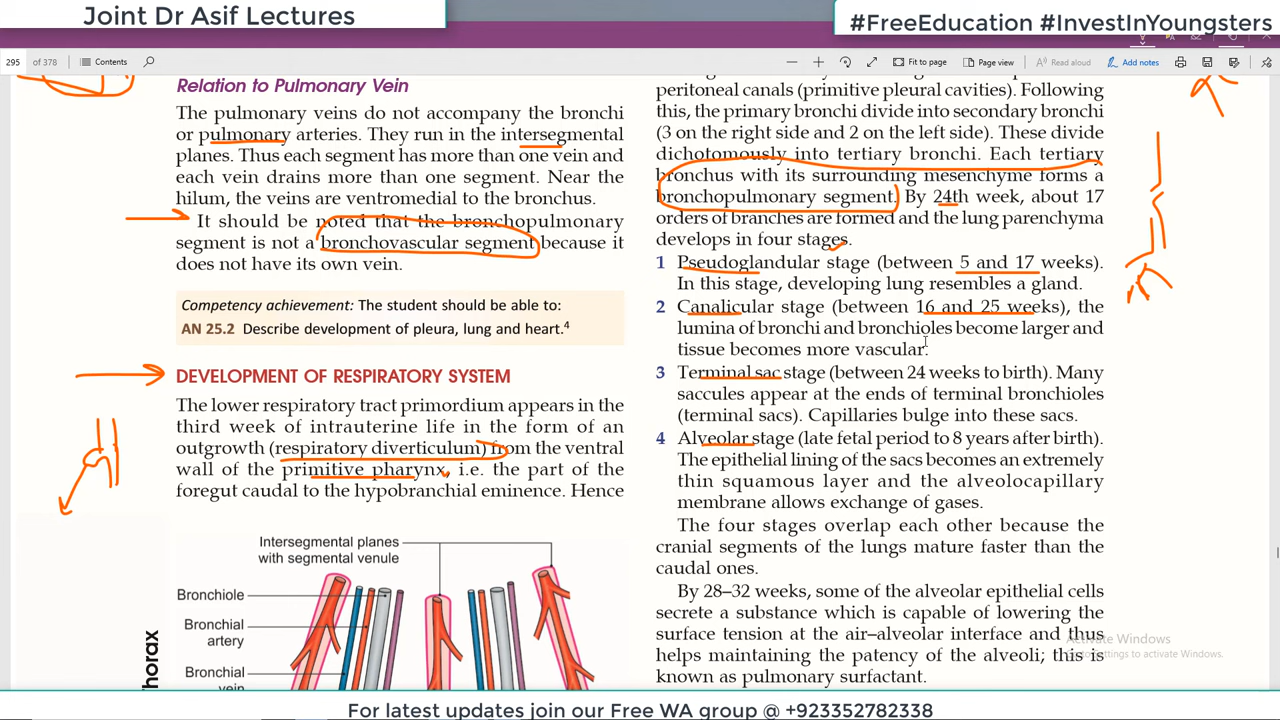 Joint Dr Asif Lectures
#FreeEducation #InvestInYoungsters
295 of 378
Contents
Fit to page
Page view
Read aloud
Add notes
Relation to Pulmonary Vein
The pulmonary veins do not accompany the bronchi
or pulmonary arteries. They run in the intersegmental
planes. Thus each segment has more than one vein and
each vein drains more than one segment. Near the
hilum, the veins are ventromedial to the bronchus.
It should be noted that the bronchopulmonary
segment is not a bronchovascular segment because it
does not have its own vein.
Competency achievement: The student should be able to:
AN 25.2 Describe development of pleura, lung and heart.4
DEVELOPMENT OF RESPIRATORY SYSTEM
The lower respiratory tract primordium appears in the
third week of intrauterine life in the form of an
outgrowth (respiratory diverticulum) from the ventral
wall of the primitive pharynx, i.e. the part of the
foregut caudal to the hypobranchial eminence. Hence
Intersegmental planes
with segmental venule
Bronchiole
Bronchial
artery
Bronchial
vein
Thorax
peritoneal canals (primitive pleural cavities). Following
this, the primary bronchi divide into secondary bronchi
(3 on the right side and 2 on the left side). These divide
dichotomously into tertiary bronchi. Each tertiary
bronchus with its surrounding mesenchyme forms a
bronchopulmonary segment. By 24th week, about 17
orders of branches are formed and the lung parenchyma
develops in four stages.
1 Pseudoglandular stage (between 5 and 17 weeks).
In this stage, developing lung resembles a gland.
2 Canalicular stage (between 16 and 25 weeks), the
lumina of bronchi and bronchioles become larger and
tissue becomes more vascular.
3 Terminal sac stage (between 24 weeks to birth). Many
saccules appear at the ends of terminal bronchioles
(terminal sacs). Capillaries bulge into these sacs.
4 Alveolar stage (late fetal period to 8 years after birth).
The epithelial lining of the sacs becomes an extremely
thin squamous layer and the alveolocapillary
membrane allows exchange of gases.
The four stages overlap each other because the
cranial segments of the lungs mature faster than the
caudal ones.
By 28–32 weeks, some of the alveolar epithelial cells
secrete a substance which is capable of lowering the
surface tension at the air–alveolar interface and thus
helps maintaining the patency of the alveoli; this is
known as pulmonary surfactant.
Activate Windows
Go to Settings to activate Windows.
For latest updates join our Free WA group @ +923352782338